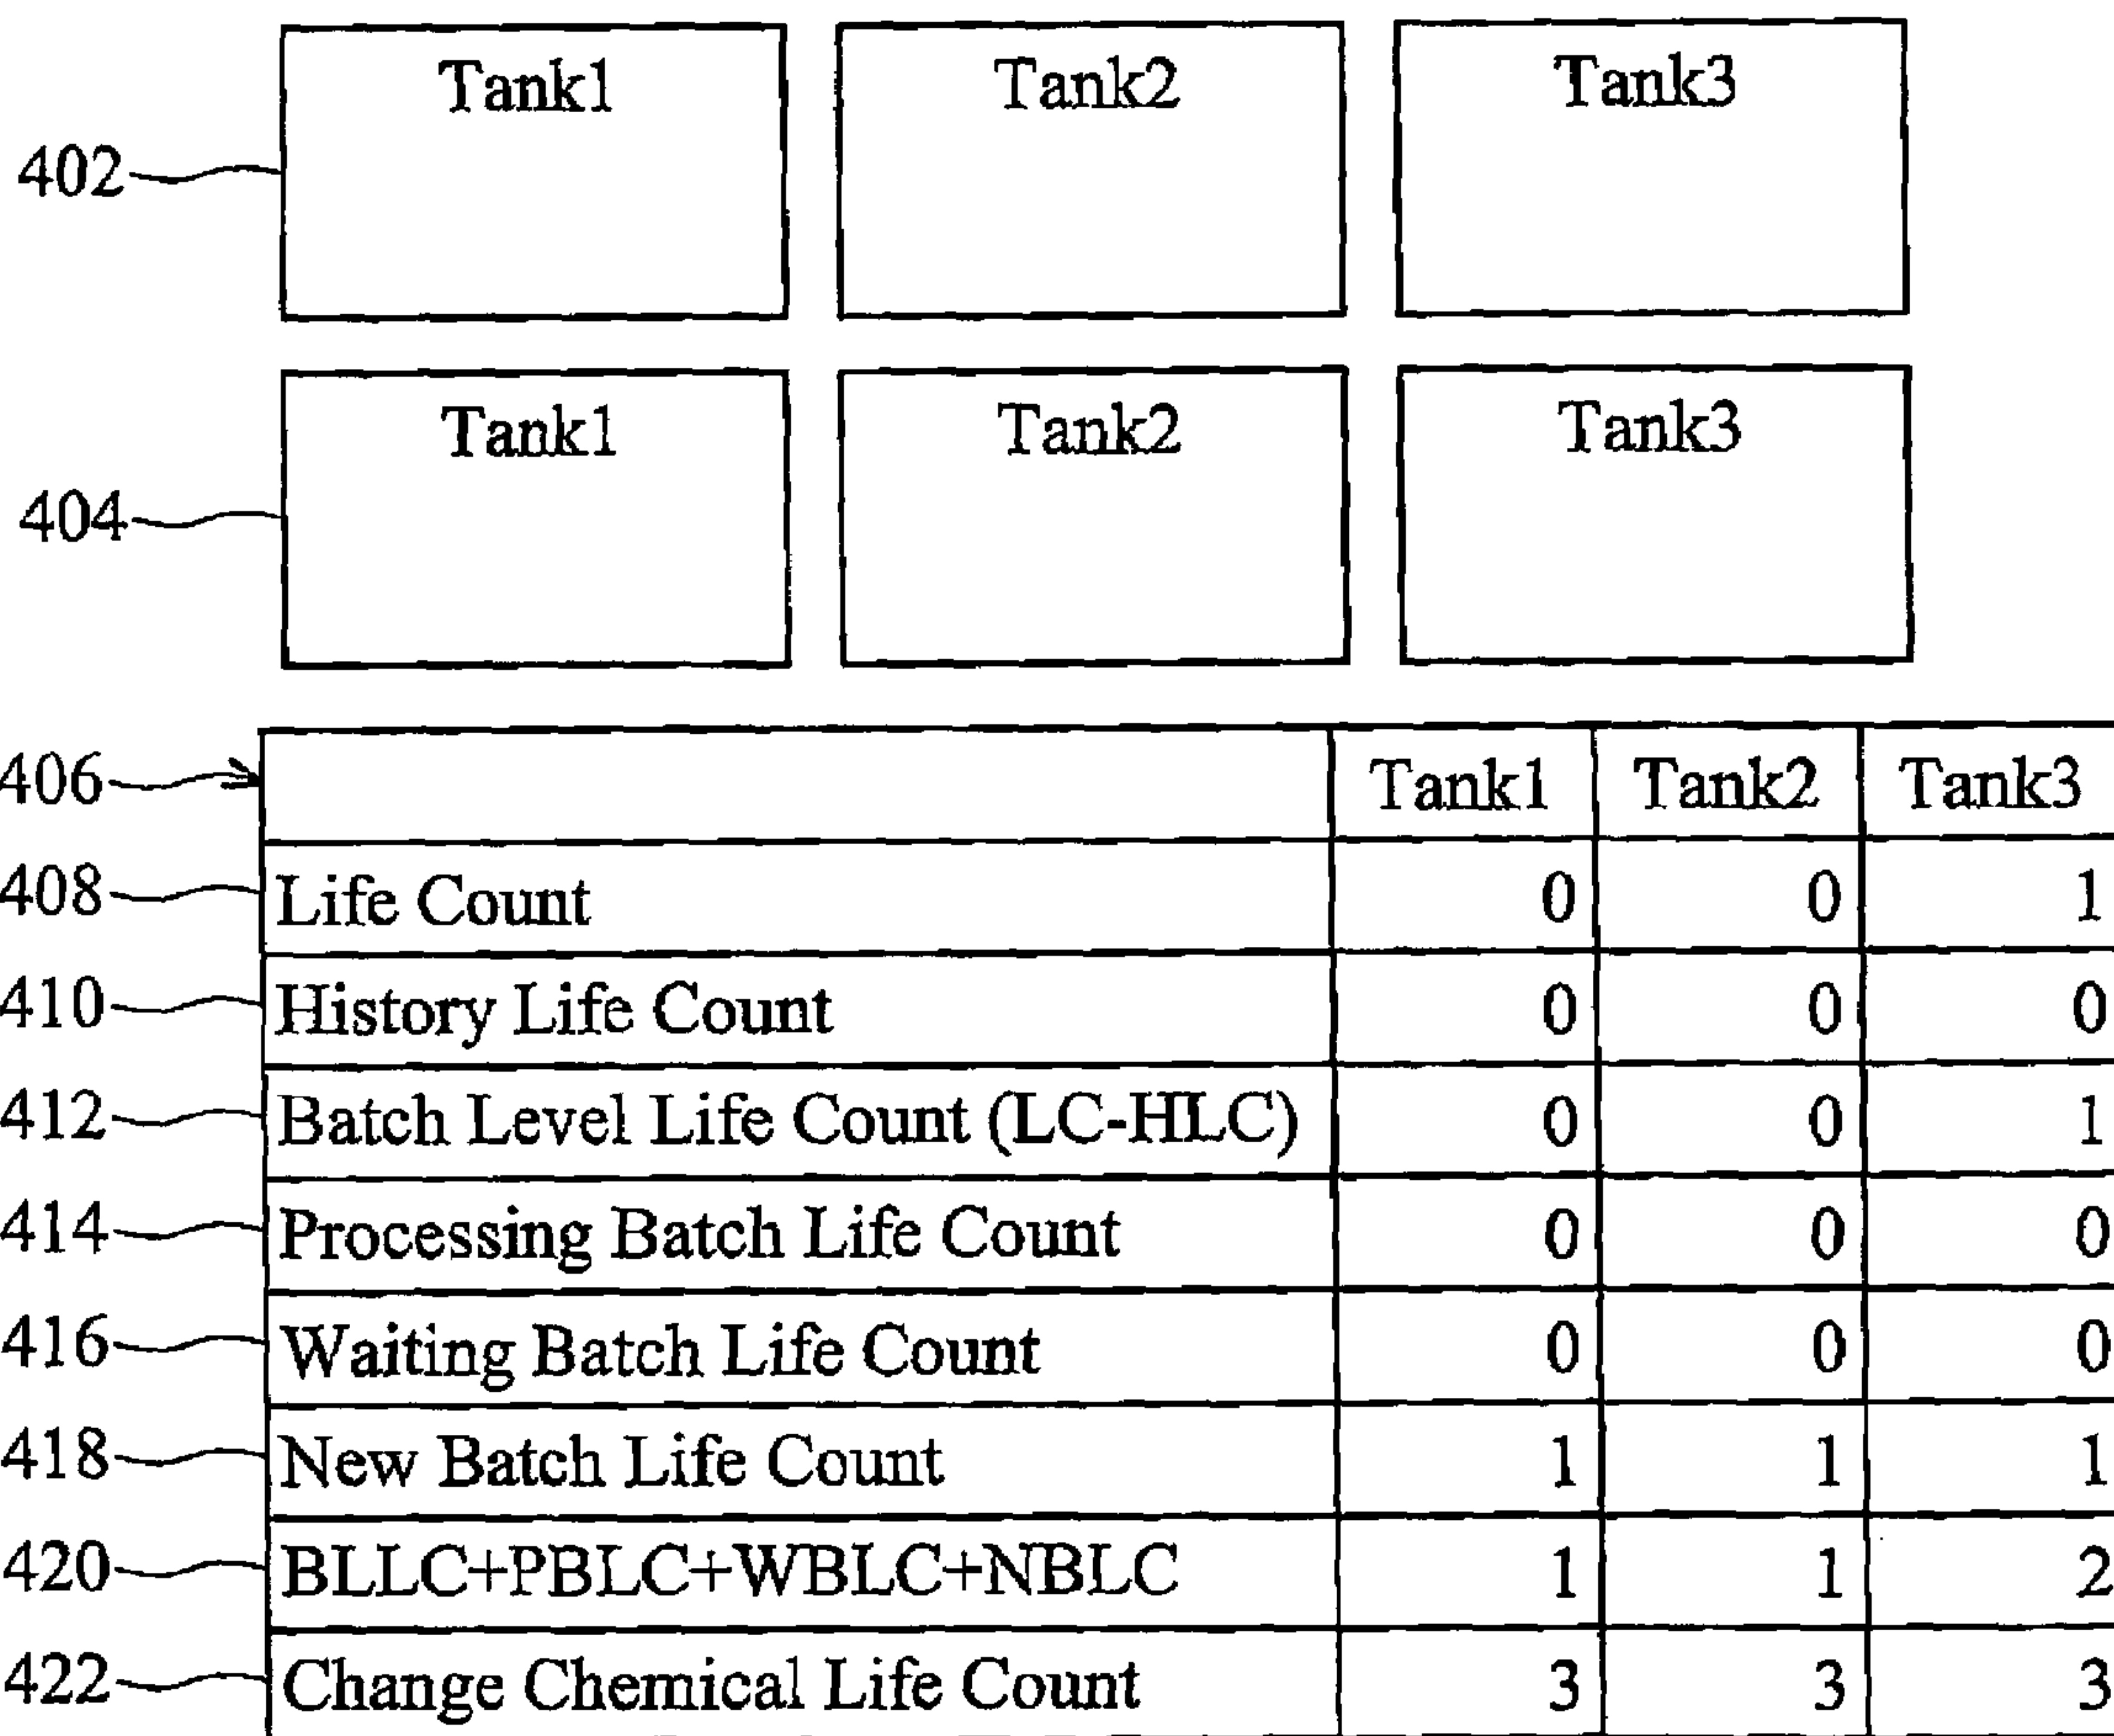 Tank1 Tank2 Tank3
402
Tank1 Tank2 Tank3
404
406 Tank1 Tank2 Tank3
408 Life Count 0 0 1
410 History Life Count 0 0 0
412 Batch Level Life Count (LC-HLC) 0 0 1
414 Processing Batch Life Count 0 0 0
416 Waiting Batch Life Count 0 0 0
418 New Batch Life Count 1 1 1
420 BLLC+PBLC+WBLC+NBLC 1 1 2
422 Change Chemical Life Count 3 3 3